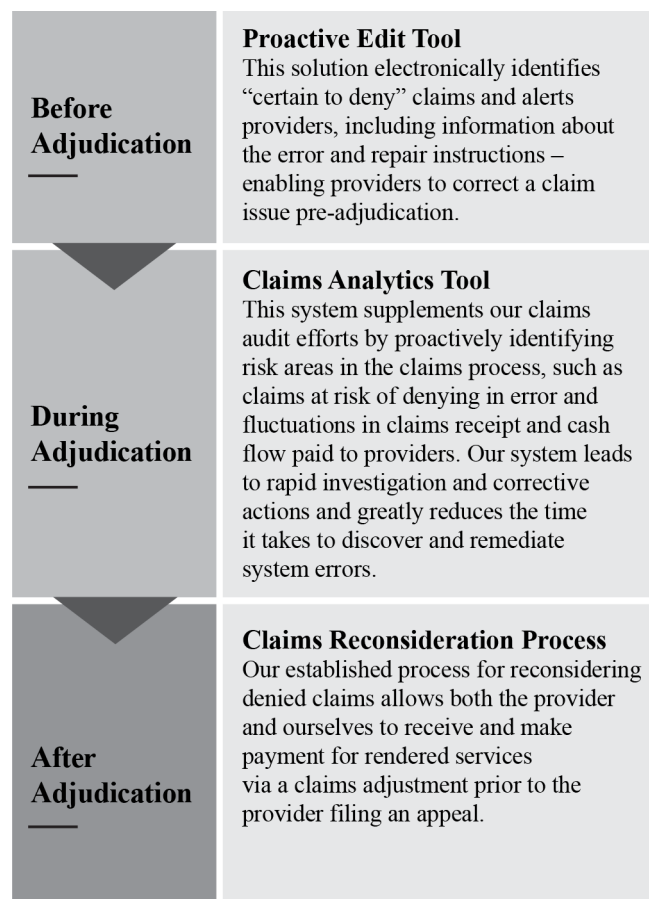 Before
Adjudication
Proactive Edit Tool
This solution electronically identifies
“certain to deny” claims and alerts
providers, including information about
the error and repair instructions –
enabling providers to correct a claim
issue pre-adjudication.
During
Adjudication
Claims Analytics Tool
This system supplements our claims
audit efforts by proactively identifying
risk areas in the claims process, such as
claims at risk of denying in error and
fluctuations in claims receipt and cash
flow paid to providers. Our system leads
to rapid investigation and corrective
actions and greatly reduces the time
it takes to discover and remediate
system errors.
After
Adjudication
Claims Reconsideration Process
Our established process for reconsidering
denied claims allows both the provider
and ourselves to receive and make
payment for rendered services
via a claims adjustment prior to the
provider filing an appeal.